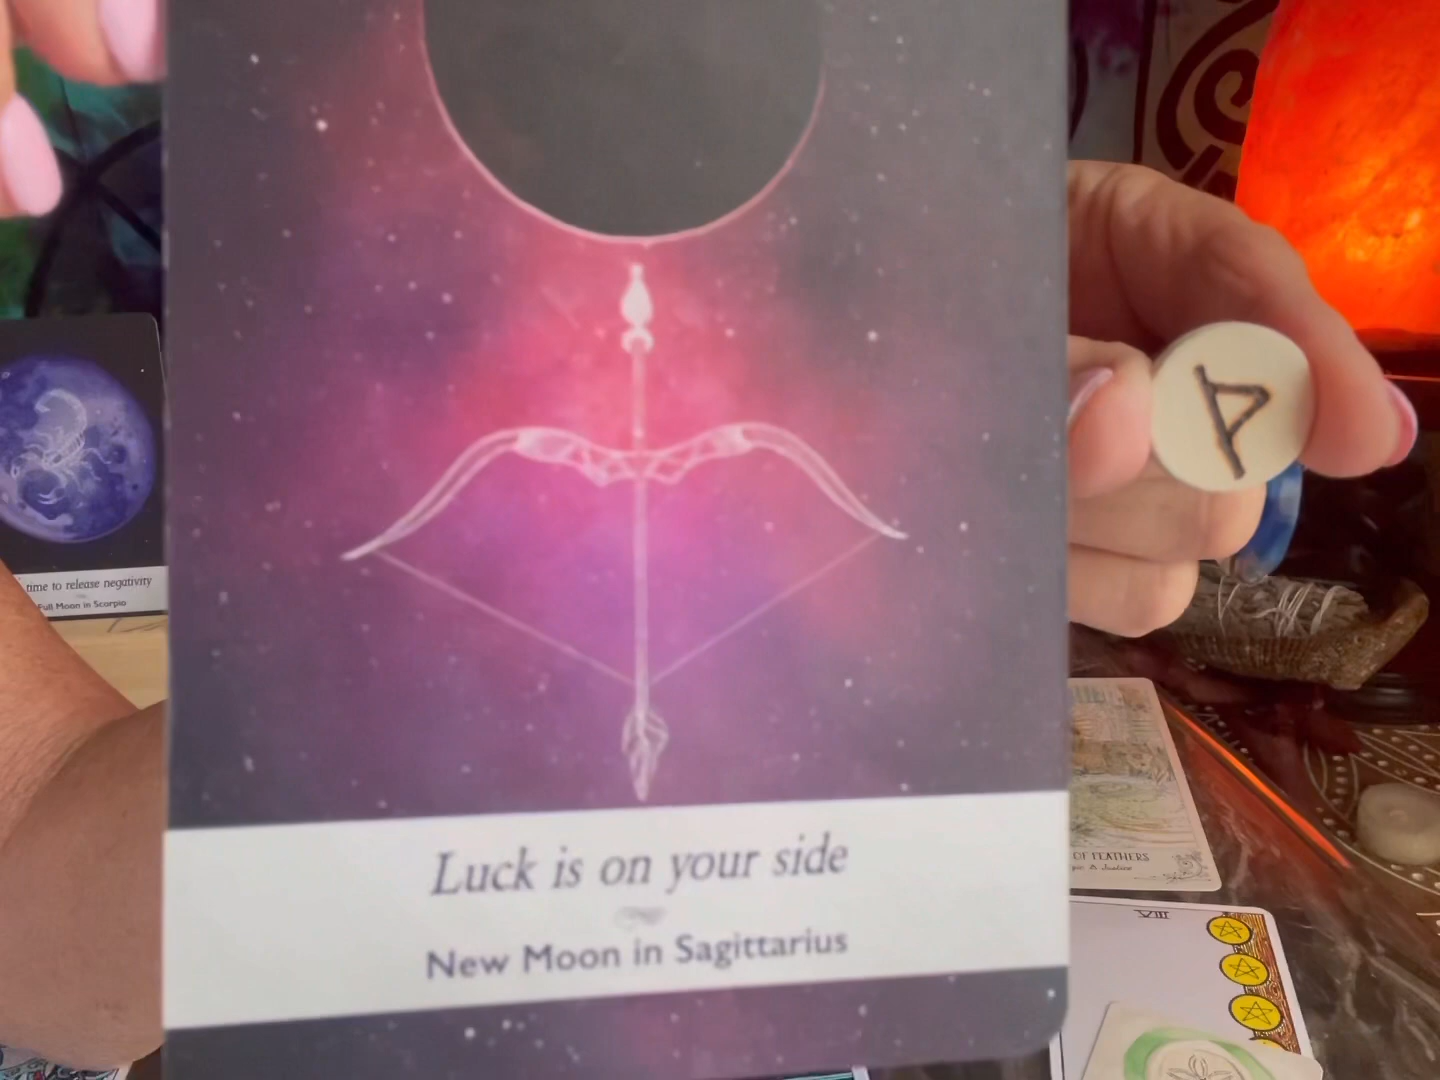 Luck is on your side
New Moon in Sagittarius
time to release negativity
Full Moon in Scorpio
OF FEATHERS
& Justice
VIII